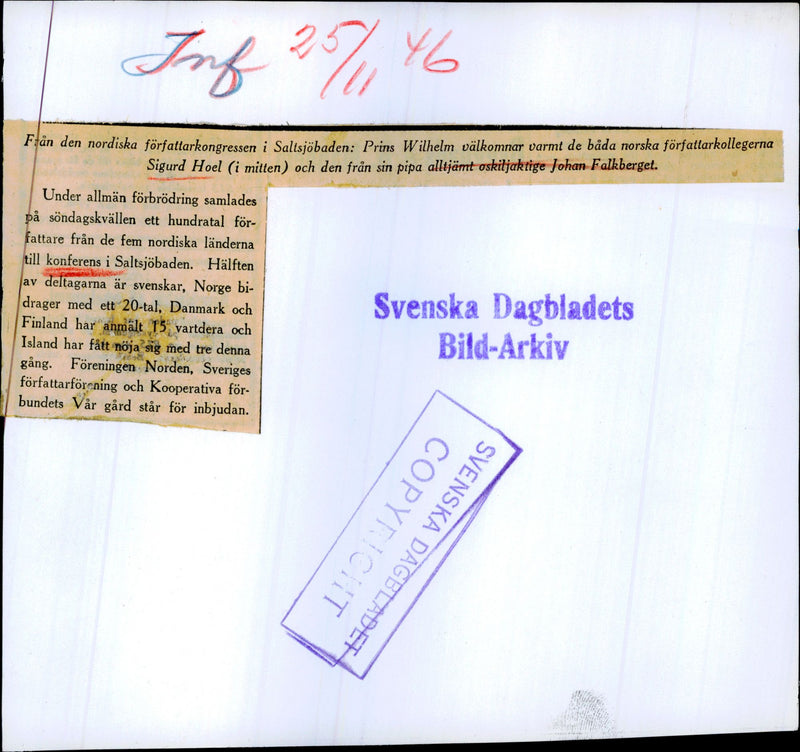 Inf 25/11 46
Från den nordiska författarkongressen i Saltsjöbaden: Prins Wilhelm välkomnar varmt de båda norska författarkollegerna
Sigurd Hoel (i mitten) och den från sin pipa alltjämt oskiljaktige Johan Falkberget.
Under allmän förbrödring samlades
på söndagskvällen ett hundratal för-
fattare från de fem nordiska länderna
till konferens i Saltsjöbaden. Hälften
av deltagarna är svenskar, Norge bi-
drager med ett 20-tal, Danmark och
Finland har anmält 15 vartdera och
Island har fått nöja sig med tre denna
gång. Föreningen Norden, Sveriges
författarförening och Kooperativa för-
bundets Vår gård står för inbjudan.
Svenska Dagbladets
Bild-Arkiv
SVENSKA DAGBLADET
COPYRIGHT